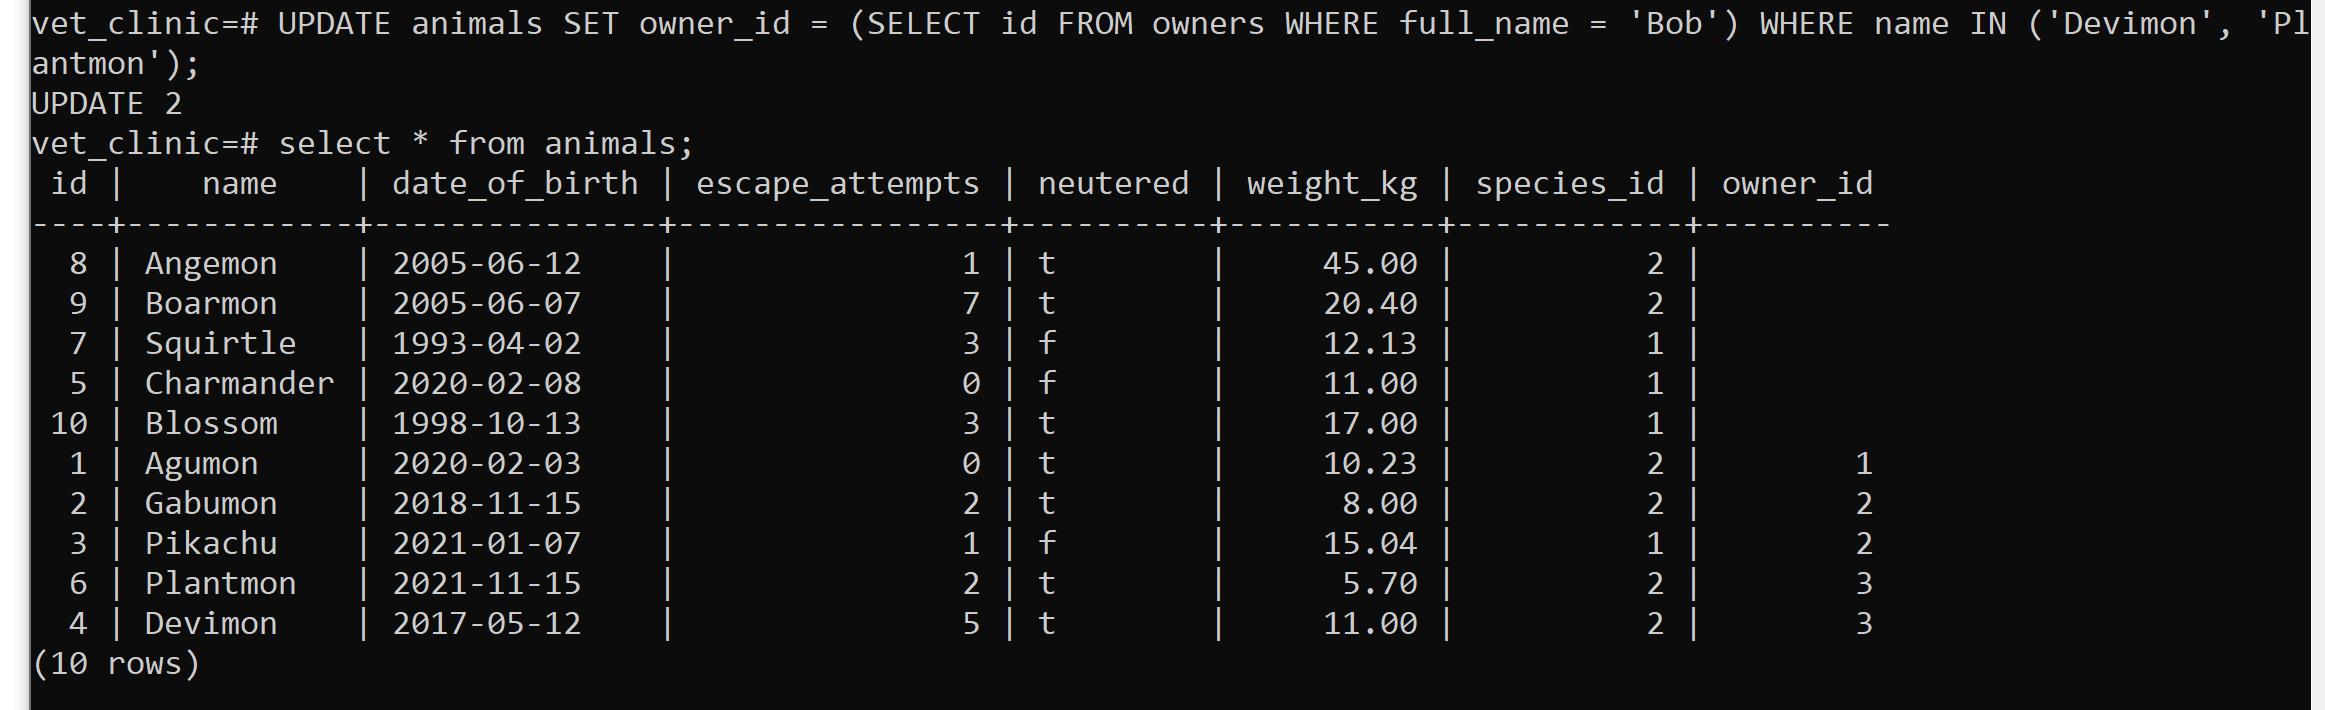 vet_clinic=# UPDATE animals SET owner_id = (SELECT id FROM owners WHERE full_name = 'Bob') WHERE name IN ('Devimon', 'Pl
antmon');
UPDATE 2
vet_clinic=# select * from animals;
 id |    name    | date_of_birth | escape_attempts | neutered | weight_kg | species_id | owner_id
----+------------+---------------+-----------------+----------+-----------+------------+----------
  8 | Angemon    | 2005-06-12    |               1 | t        |     45.00 |          2 |
  9 | Boarmon    | 2005-06-07    |               7 | t        |     20.40 |          2 |
  7 | Squirtle   | 1993-04-02    |               3 | f        |     12.13 |          1 |
  5 | Charmander | 2020-02-08    |               0 | f        |     11.00 |          1 |
 10 | Blossom    | 1998-10-13    |               3 | t        |     17.00 |          1 |
  1 | Agumon     | 2020-02-03    |               0 | t        |     10.23 |          2 |        1
  2 | Gabumon    | 2018-11-15    |               2 | t        |      8.00 |          2 |        2
  3 | Pikachu    | 2021-01-07    |               1 | f        |     15.04 |          1 |        2
  6 | Plantmon   | 2021-11-15    |               2 | t        |      5.70 |          2 |        3
  4 | Devimon    | 2017-05-12    |               5 | t        |     11.00 |          2 |        3
(10 rows)